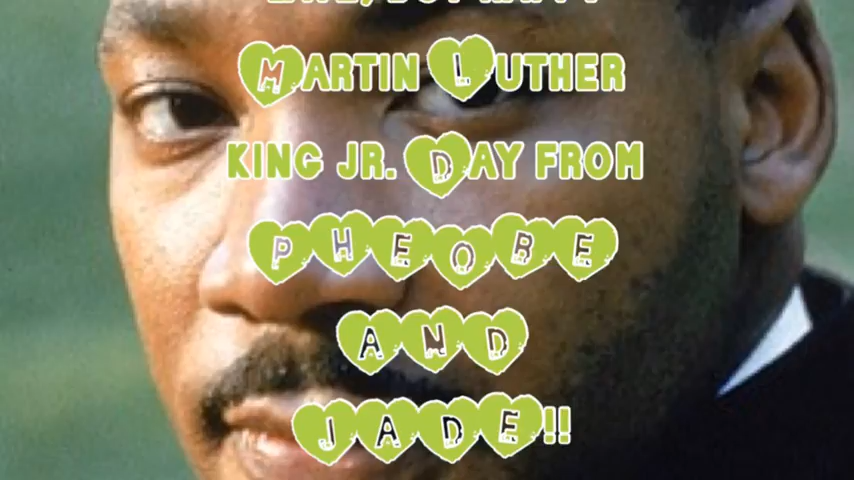 MARTIN LUTHER
KING JR. DAY FROM
PHEOBE
AND
JADE!!